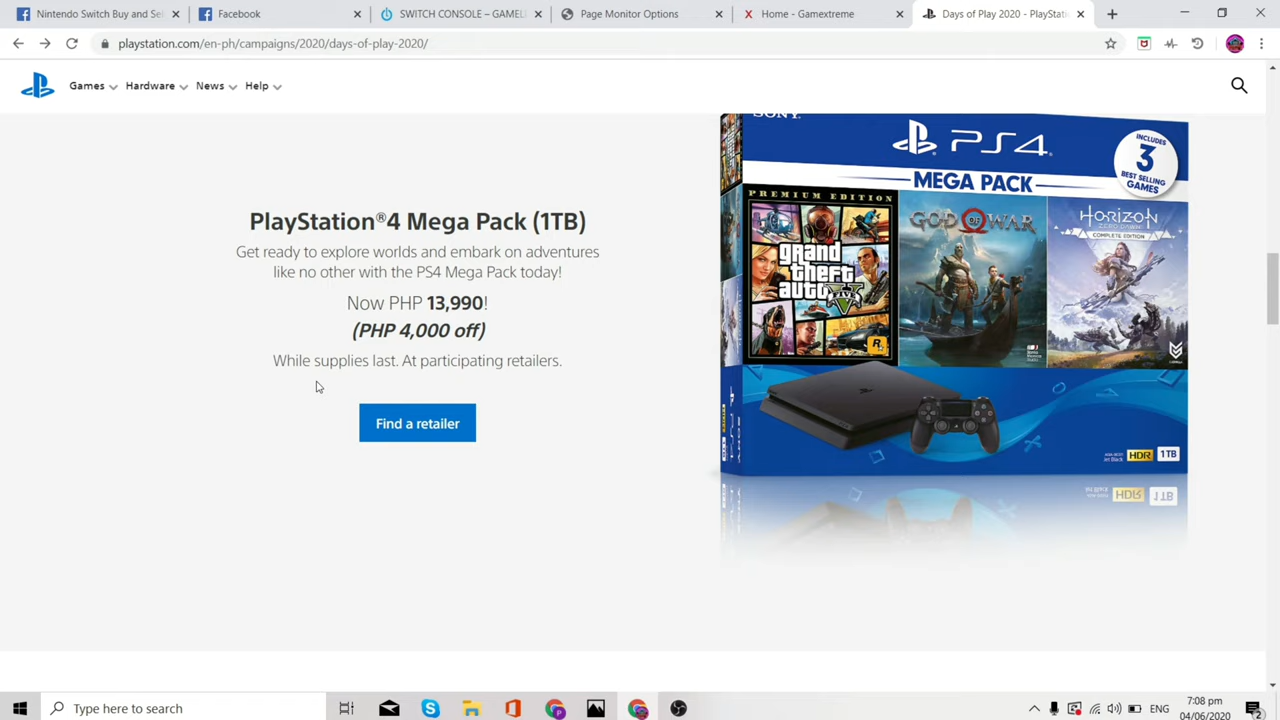 Nintendo Switch Buy and Sel
Facebook
SWITCH CONSOLE – GAMEL
Page Monitor Options
Home - Gamextreme
Days of Play 2020 - PlayStati
playstation.com/en-ph/campaigns/2020/days-of-play-2020/
Games
Hardware
News
Help
PlayStation®4 Mega Pack (1TB)
Get ready to explore worlds and embark on adventures
like no other with the PS4 Mega Pack today!
Now PHP 13,990!
(PHP 4,000 off)
While supplies last. At participating retailers.
Find a retailer
SONY
PS4
MEGA PACK
INCLUDES
3
BEST SELLING
GAMES
PREMIUM EDITION
grand
theft
auto
V
R
GOD OF WAR
HORIZON
ZERO DAWN
COMPLETE EDITION
Jet Black
HDR
1TB
Type here to search
ENG
7:08 pm
04/06/2020
2